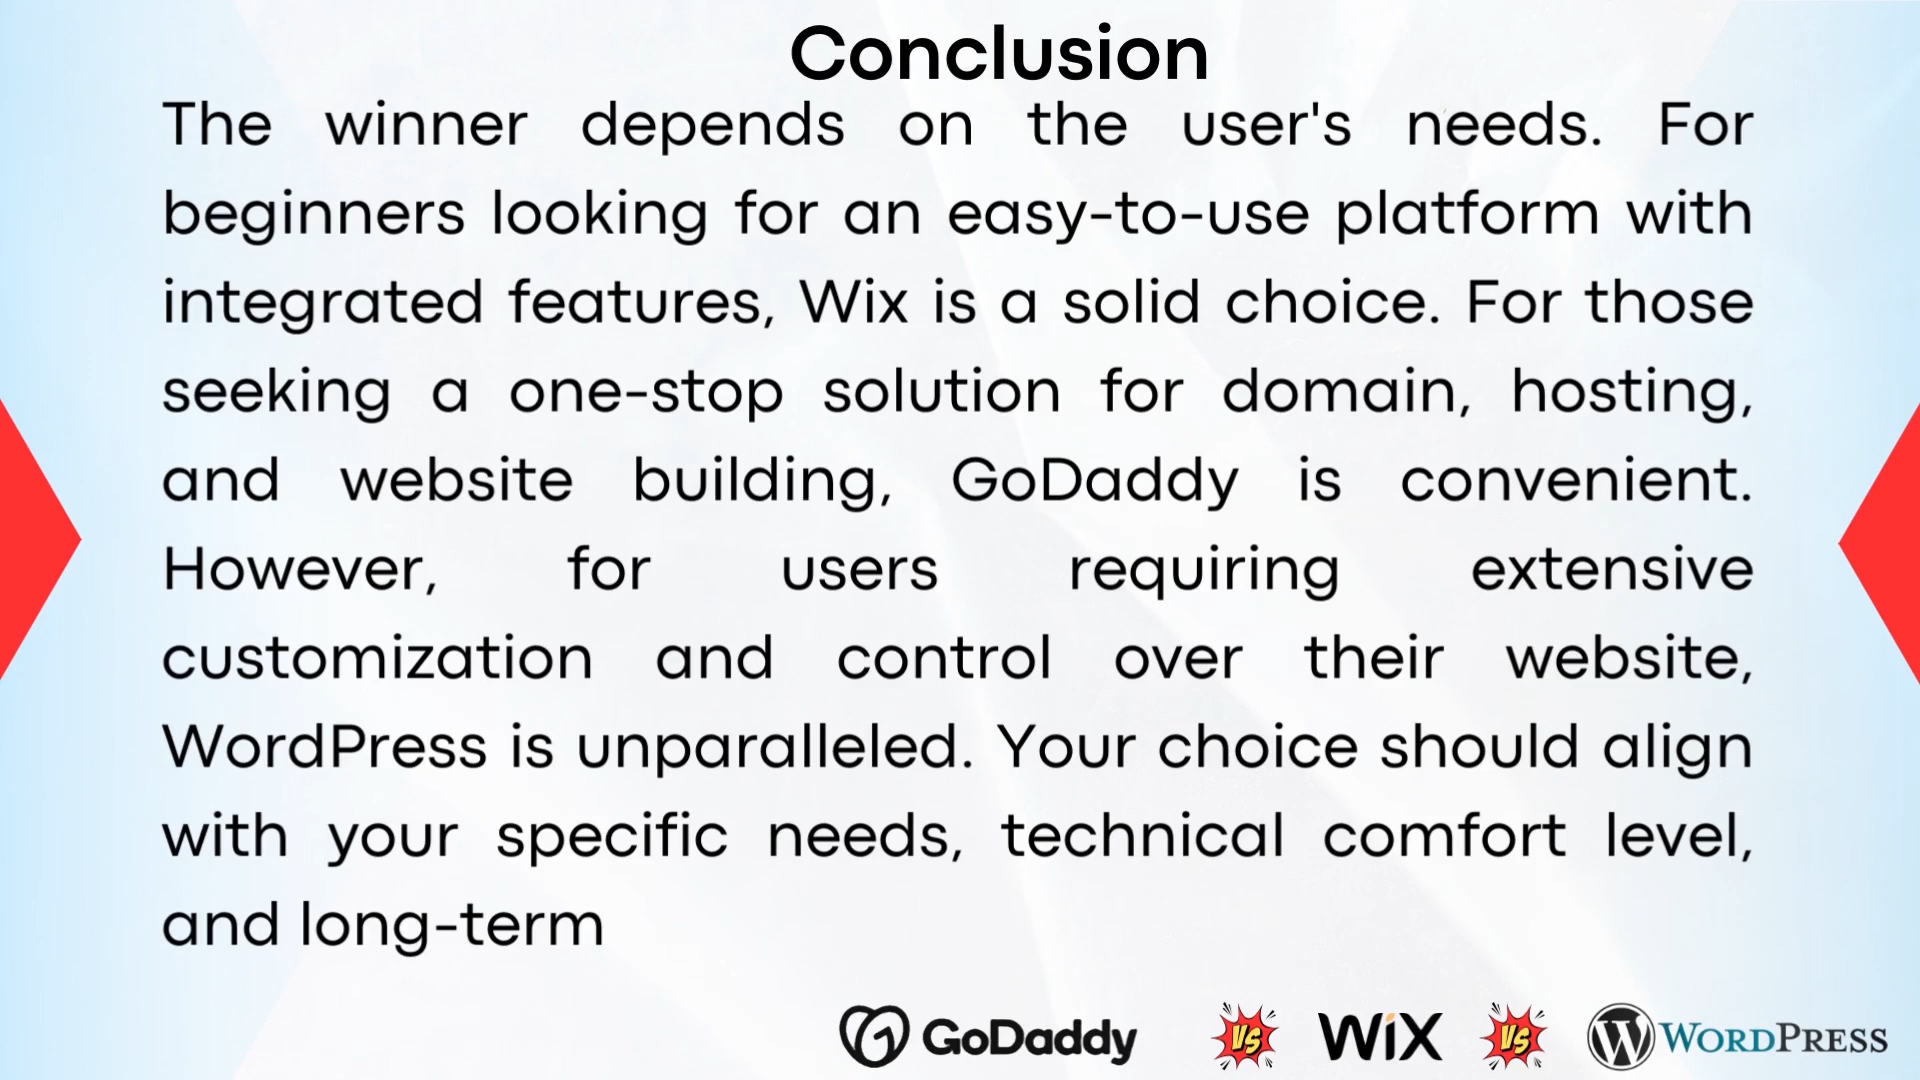 Conclusion
The winner depends on the user's needs. For
beginners looking for an easy-to-use platform with
integrated features, Wix is a solid choice. For those
seeking a one-stop solution for domain, hosting,
and website building, GoDaddy is convenient.
However, for users requiring extensive
customization and control over their website,
WordPress is unparalleled. Your choice should align
with your specific needs, technical comfort level,
and long-term
GoDaddy VS WiX VS WORDPRESS